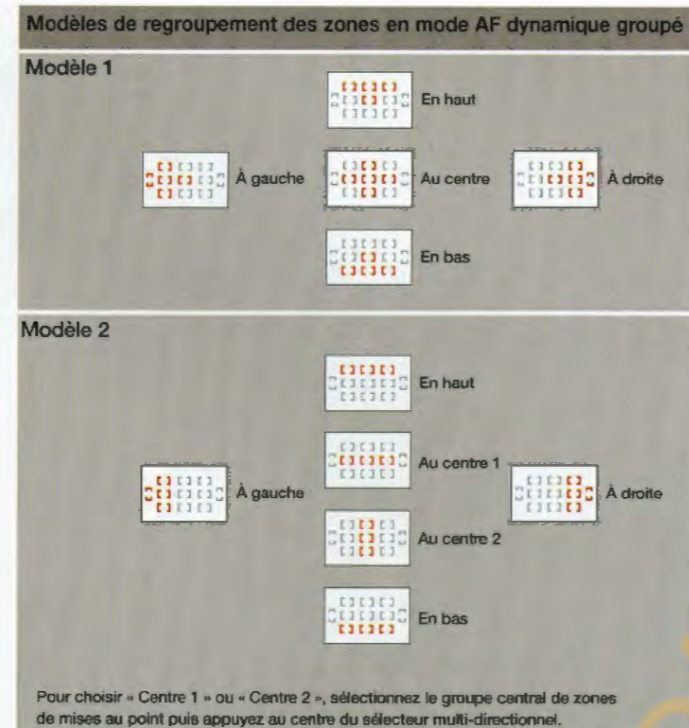 Modèles de regroupement des zones en mode AF dynamique groupé
Modèle 1
En haut
À gauche
Au centre
À droite
En bas
Modèle 2
En haut
Au centre 1
À gauche
À droite
Au centre 2
En bas
Pour choisir « Centre 1 » ou « Centre 2 », sélectionnez le groupe central de zones
de mises au point puis appuyez au centre du sélecteur multi-directionnel.